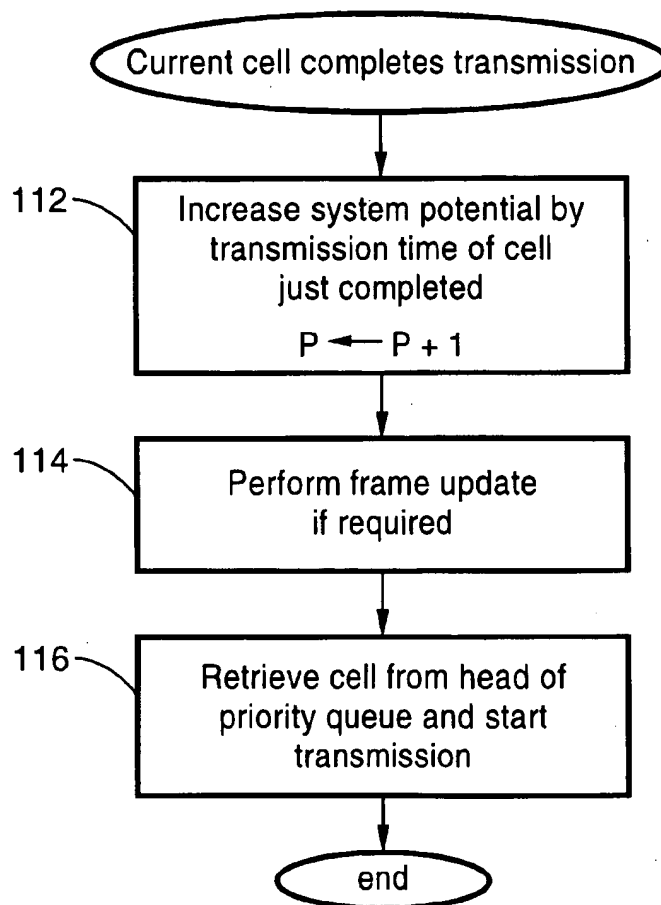 Current cell completes transmission
112
Increase system potential by
transmission time of cell
just completed
P ← P + 1
114
Perform frame update
if required
116
Retrieve cell from head of
priority queue and start
transmission
end